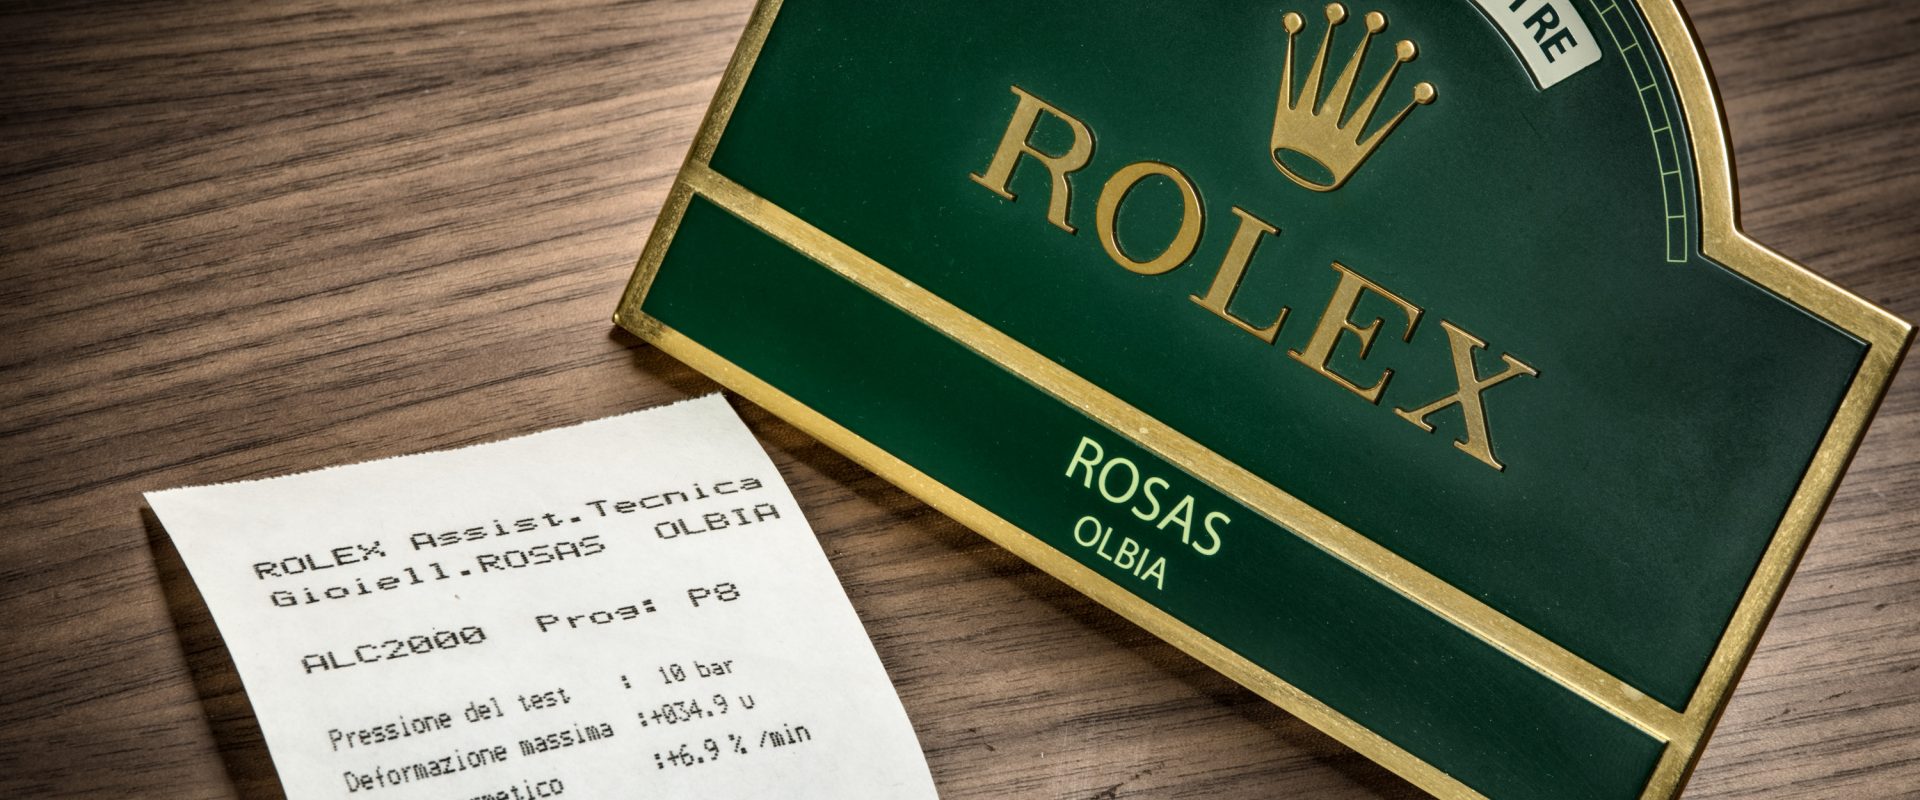 ROLEX
ROSAS
OLBIA
ROLEX Assist.Tecnica
Gioiell.ROSAS OLBIA
ALC2000 Prog: P8
Pressione del test : 10 bar
Deformazione massima :+034.9 u
:+6.9 % /min